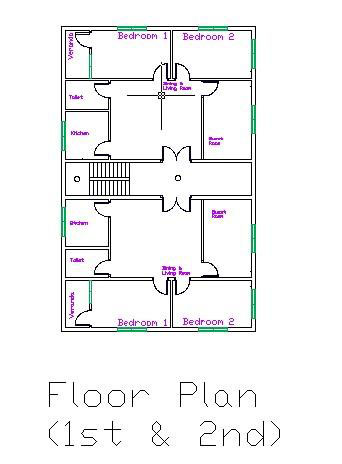 Veranda
Bedroom 1
Bedroom 2
Toilet
Dining &
Living Room
Kitchen
Guest
Room
Guest
Room
Kitchen
Toilet
Dining &
Living Room
Veranda
Bedroom 1
Bedroom 2
Floor Plan
(1st & 2nd)